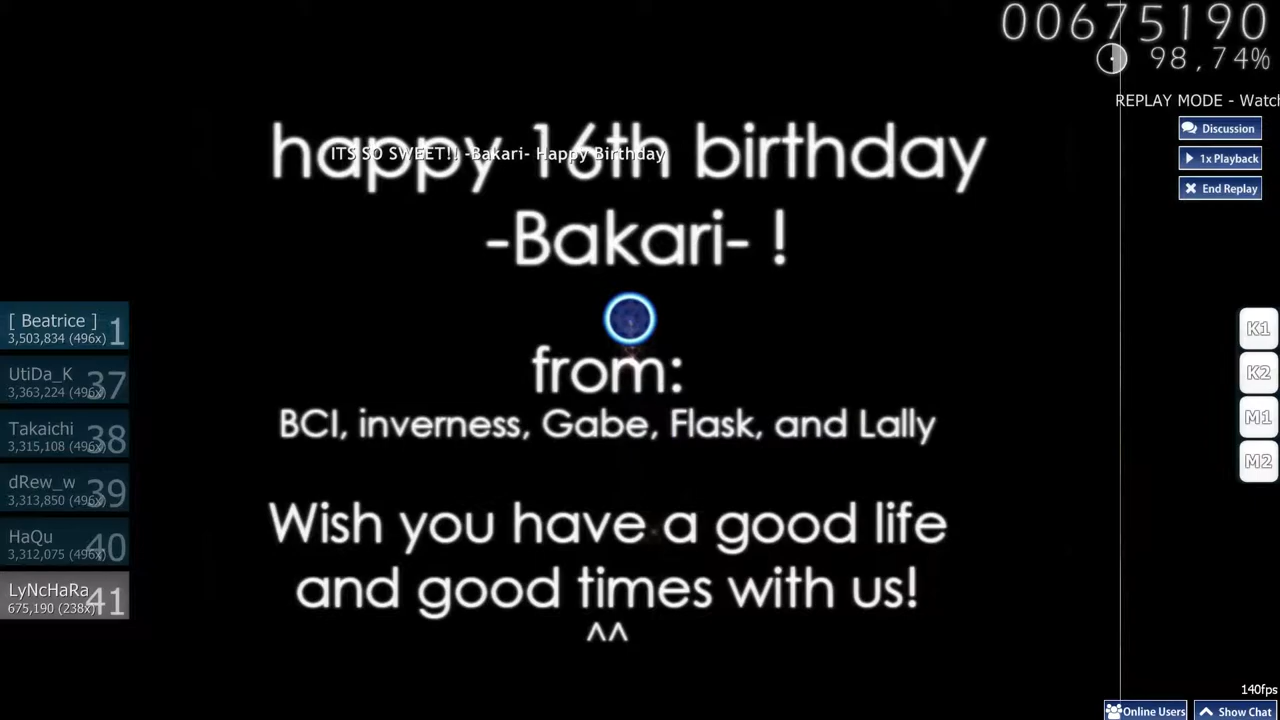 00675190
98,74%
REPLAY MODE - Watc
Discussion
1x Playback
End Replay
happy 16th birthday
ITS SO SWEET!! -Bakari- Happy Birthday
-Bakari- !
from:
BCI, inverness, Gabe, Flask, and Lally
Wish you have a good life
and good times with us!
^^
[ Beatrice ]
3,503,834 (496x)
1
UtiDa_K
3,363,224 (496x)
37
Takaichi
3,315,108 (496x)
38
dRew_w
3,313,850 (496x)
39
HaQu
3,312,075 (496x)
40
LyNcHaRa
675,190 (238x)
41
K1
K2
M1
M2
140fps
Online Users
Show Chat